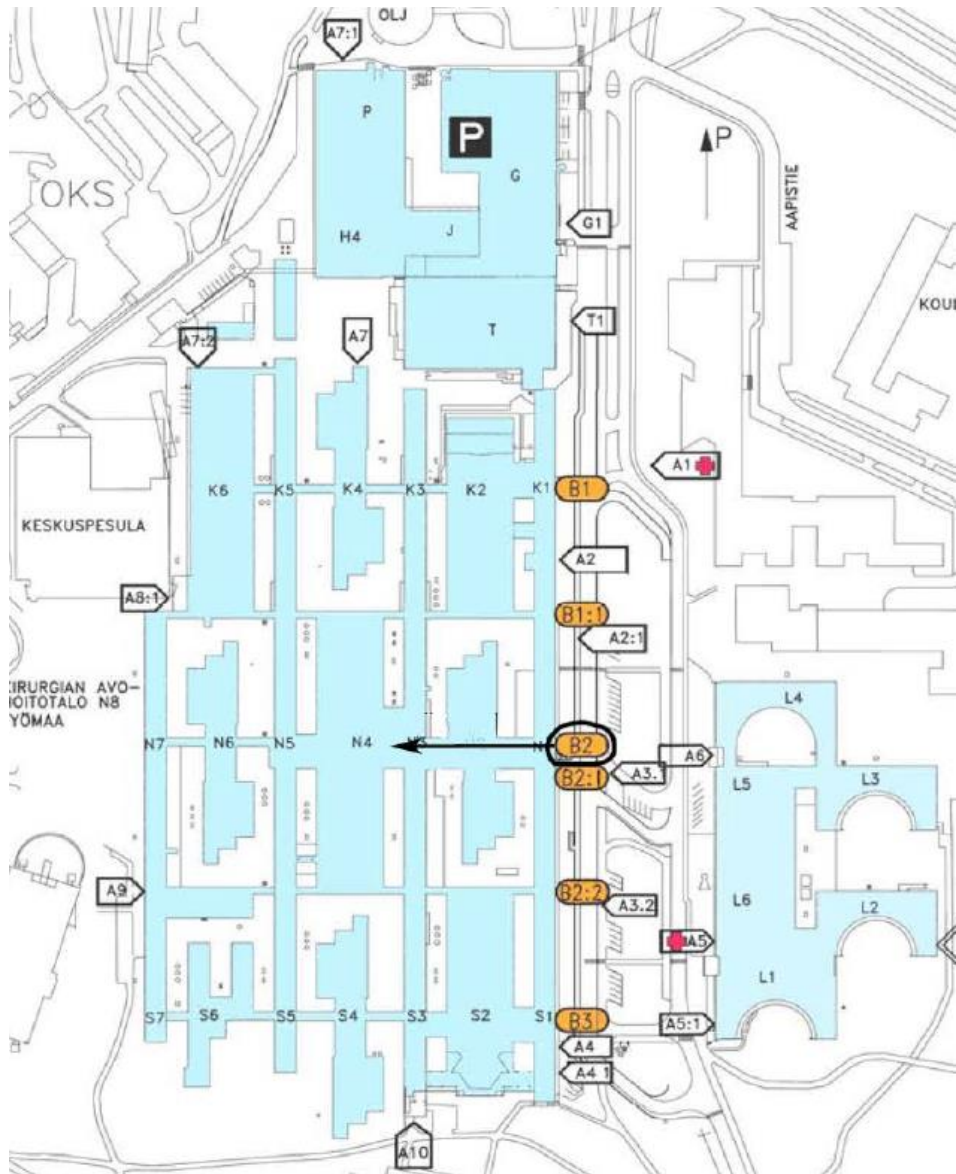 OLJ
A7:1
P
P
P
OKS
G
AAPISTIE
G1
H4
J
T1
T
A7:2
A7
A1
K6
K5
K4
K3
K2
K1
B1
KESKUSPESULA
A2
A8:1
B1:1
A2:1
KIRURGIAN AVO-
HOITOTALO N8
TYÖMAA
L4
N7
N6
N5
N4
B2
A6
B2:1
A3.1
L5
L3
A9
B2:2
A3.2
L6
L2
A5
L1
S7
S6
S5
S4
S3
S2
S1
B3
A5:1
A4
A4 1
A10